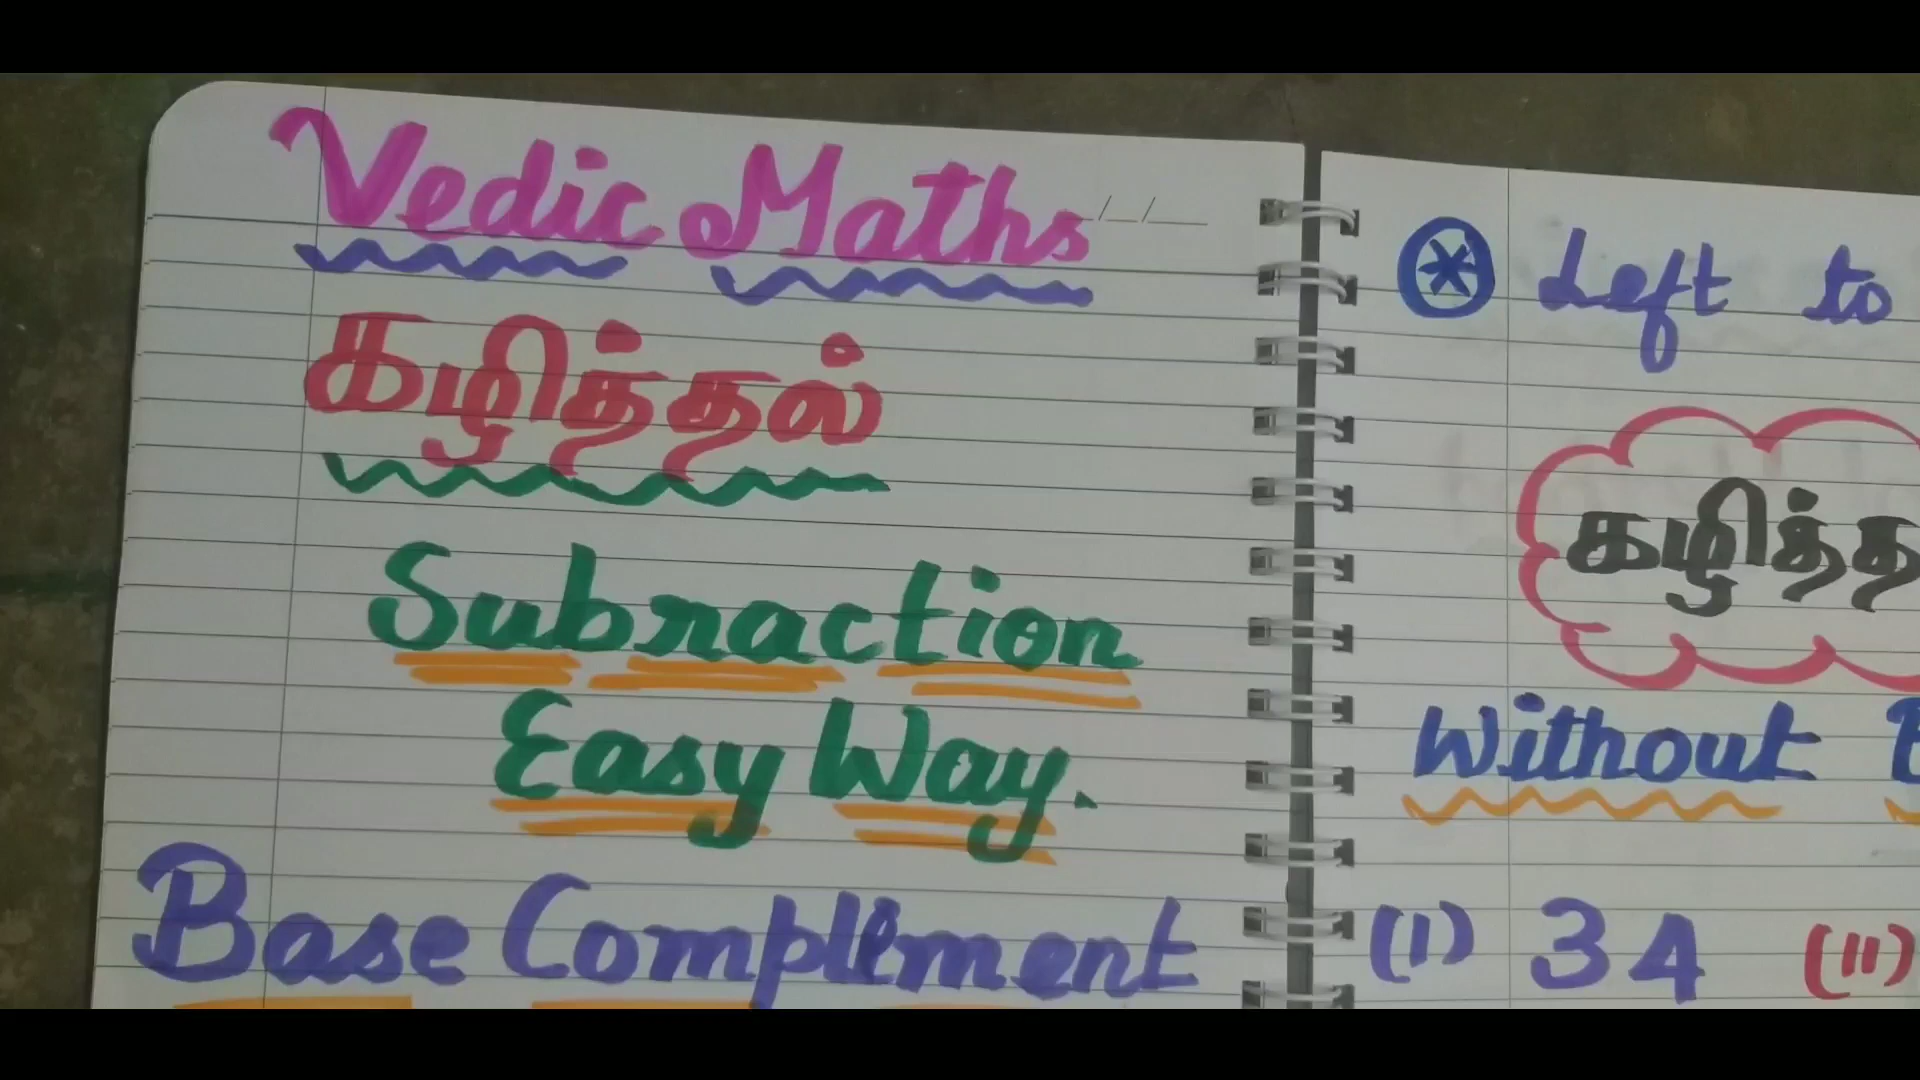 Vedic Maths
கழித்தல்
Subraction
Easy Way.
Base Complement
Left to
கழித்த
Without
(I) 34 (II)